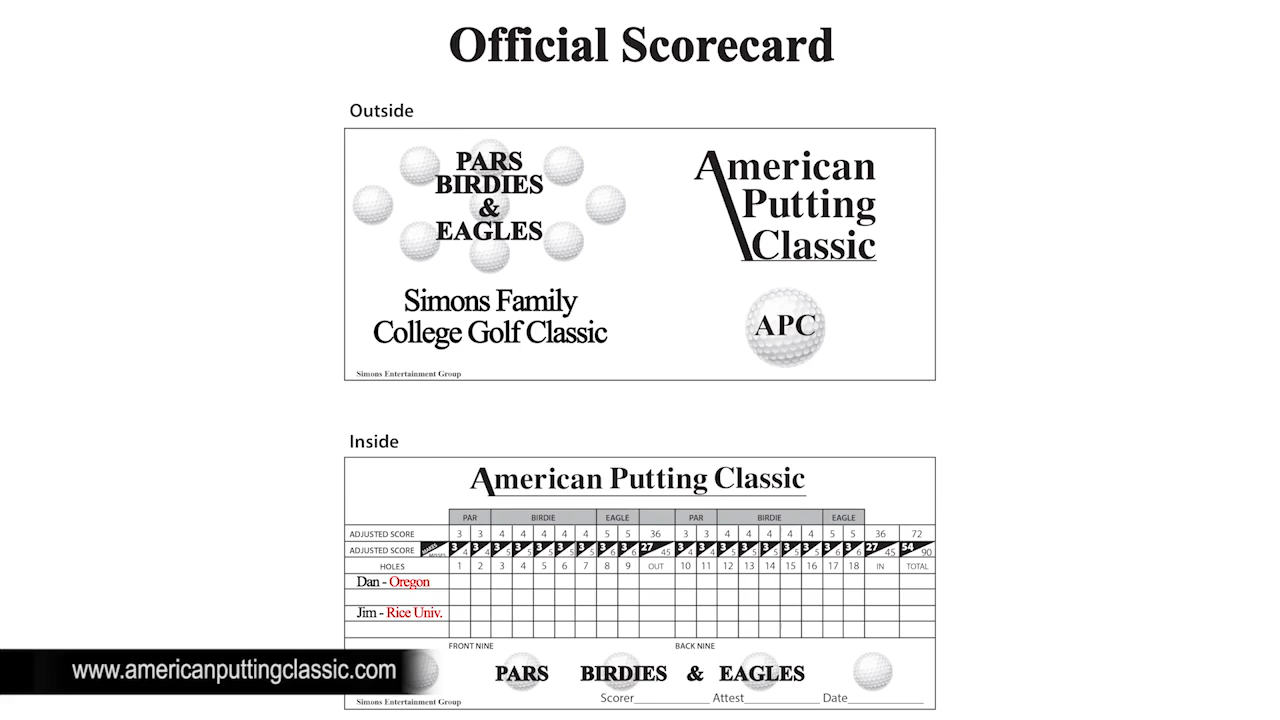 Official Scorecard
Outside
PARS
BIRDIES
&
EAGLES
Simons Family
College Golf Classic
Simons Entertainment Group
American
Putting
Classic
APC
Inside
American Putting Classic
PAR BIRDIE EAGLE PAR BIRDIE EAGLE
ADJUSTED SCORE 3 3 4 4 4 4 4 5 5 36 3 3 4 4 4 4 4 5 5 36 72
ADJUSTED SCORE 3 4 3 4 3 5 3 5 3 5 3 5 3 5 3 6 3 6 27 45 3 4 3 4 3 5 3 5 3 5 3 5 3 5 3 6 3 6 27 45 54 90
HOLES 1 2 3 4 5 6 7 8 9 OUT 10 11 12 13 14 15 16 17 18 IN TOTAL
Dan - Oregon
Jim - Rice Univ.
FRONT NINE BACK NINE
PARS BIRDIES & EAGLES
Scorer____________ Attest____________ Date____________
Simons Entertainment Group
www.americanputtingclassic.com